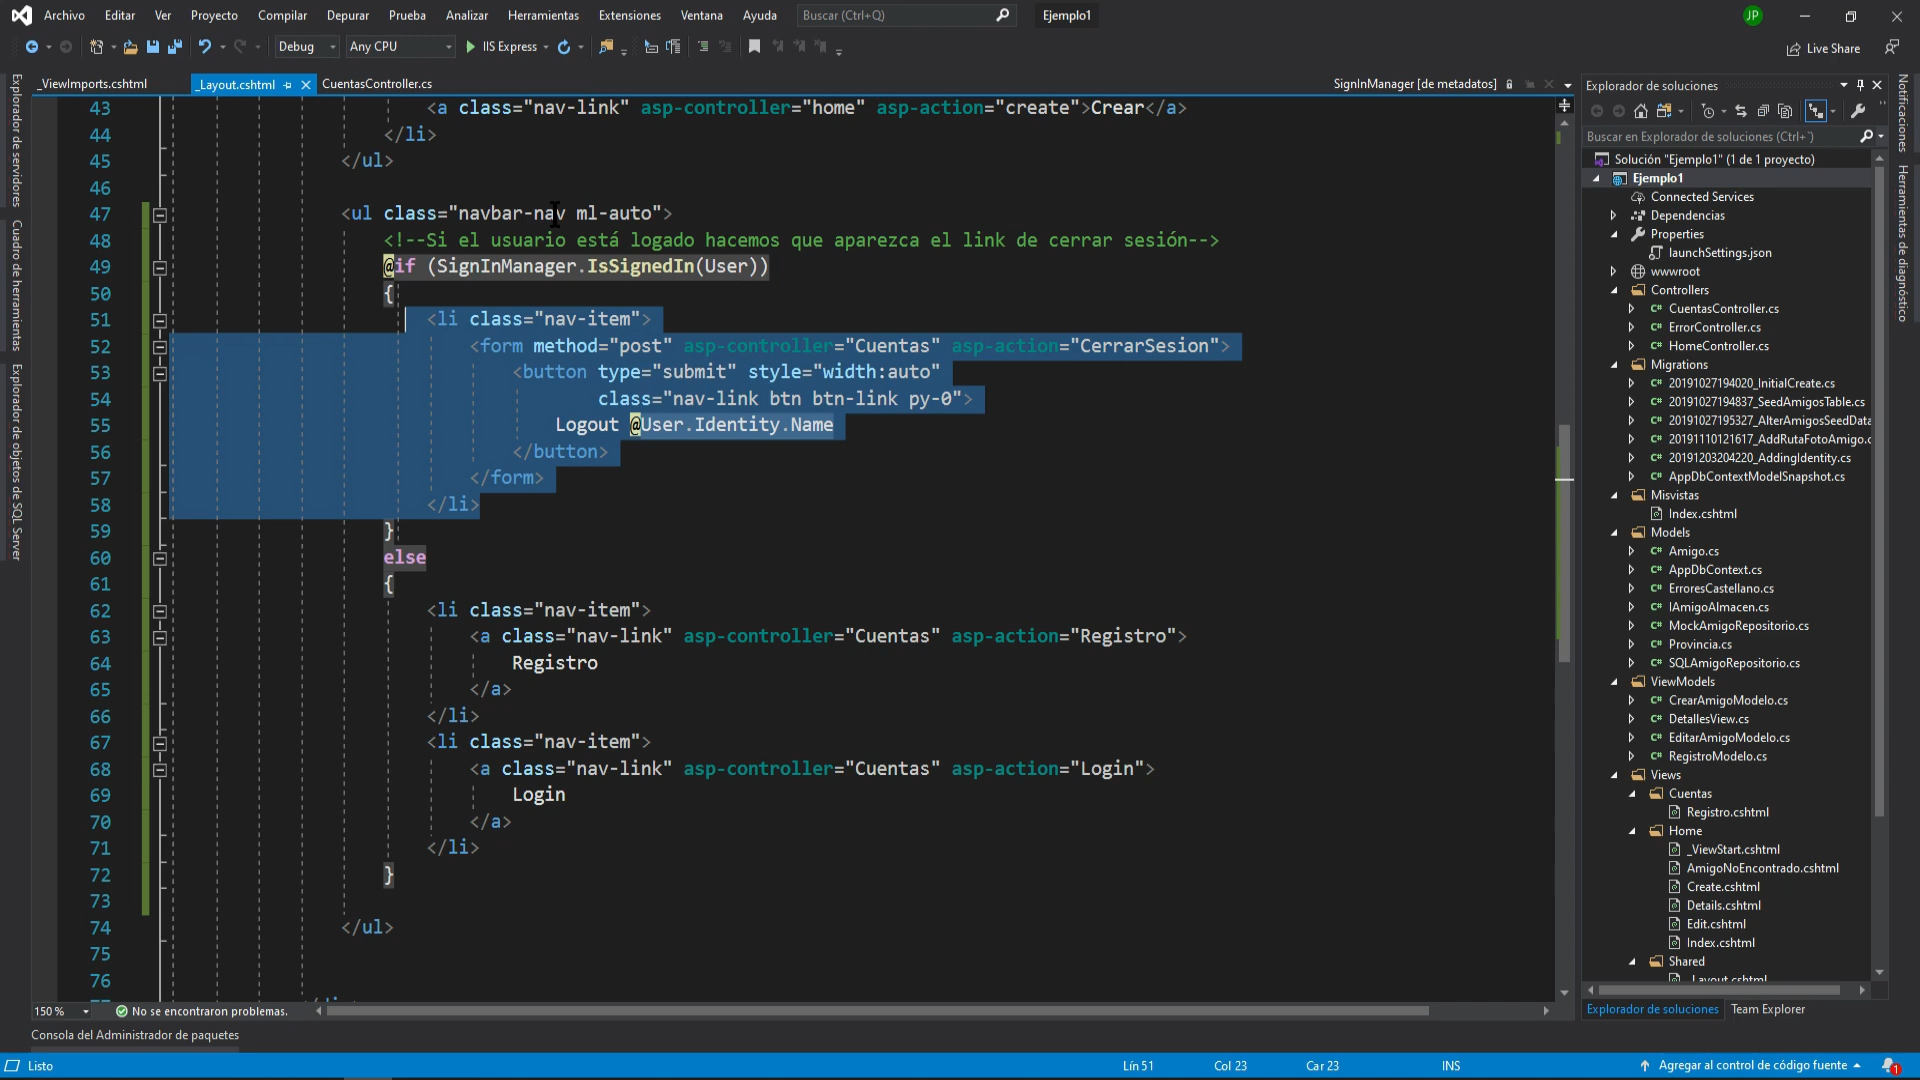 Archivo Editar Ver Proyecto Compilar Depurar Prueba Analizar Herramientas Extensiones Ventana Ayuda Buscar (Ctrl+Q) Ejemplo1 JP
Debug Any CPU IIS Express Live Share
_ViewImports.cshtml _Layout.cshtml CuentasController.cs SignInManager [de metadatos]
Explorador de servidores
Cuadro de herramientas
Explorador de objetos de SQL Server
43 <a class="nav-link" asp-controller="home" asp-action="create">Crear</a>
44 </li>
45 </ul>
46
47 <ul class="navbar-nav ml-auto">
48 <!--Si el usuario está logado hacemos que aparezca el link de cerrar sesión-->
49 @if (SignInManager.IsSignedIn(User))
50 {
51 <li class="nav-item">
52 <form method="post" asp-controller="Cuentas" asp-action="CerrarSesion">
53 <button type="submit" style="width:auto"
54 class="nav-link btn btn-link py-0">
55 Logout @User.Identity.Name
56 </button>
57 </form>
58 </li>
59 }
60 else
61 {
62 <li class="nav-item">
63 <a class="nav-link" asp-controller="Cuentas" asp-action="Registro">
64 Registro
65 </a>
66 </li>
67 <li class="nav-item">
68 <a class="nav-link" asp-controller="Cuentas" asp-action="Login">
69 Login
70 </a>
71 </li>
72 }
73
74 </ul>
75
76
150 % No se encontraron problemas.
Consola del Administrador de paquetes
Listo Lín 51 Col 23 Car 23 INS Agregar al control de código fuente 1
Explorador de soluciones
Buscar en Explorador de soluciones (Ctrl+¨)
Solución "Ejemplo1" (1 de 1 proyecto)
Ejemplo1
Connected Services
Dependencias
Properties
launchSettings.json
wwwroot
Controllers
C# CuentasController.cs
C# ErrorController.cs
C# HomeController.cs
Migrations
C# 20191027194020_InitialCreate.cs
C# 20191027194837_SeedAmigosTable.cs
C# 20191027195327_AlterAmigosSeedData
C# 20191110121617_AddRutaFotoAmigo.c
C# 20191203204220_AddingIdentity.cs
C# AppDbContextModelSnapshot.cs
Misvistas
Index.cshtml
Models
C# Amigo.cs
C# AppDbContext.cs
C# ErroresCastellano.cs
C# IAmigoAlmacen.cs
C# MockAmigoRepositorio.cs
C# Provincia.cs
C# SQLAmigoRepositorio.cs
ViewModels
C# CrearAmigoModelo.cs
C# DetallesView.cs
C# EditarAmigoModelo.cs
C# RegistroModelo.cs
Views
Cuentas
Registro.cshtml
Home
_ViewStart.cshtml
AmigoNoEncontrado.cshtml
Create.cshtml
Details.cshtml
Edit.cshtml
Index.cshtml
Shared
_Layout.cshtml
Explorador de soluciones Team Explorer
Notificaciones
Herramientas de diagnóstico